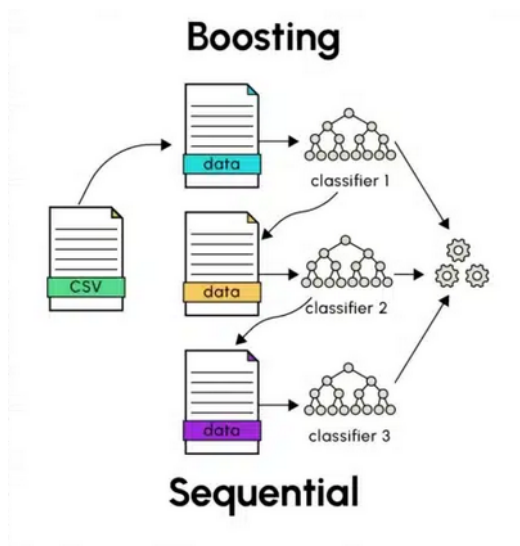 Boosting
data
classifier 1
CSV
data
classifier 2
data
classifier 3
Sequential